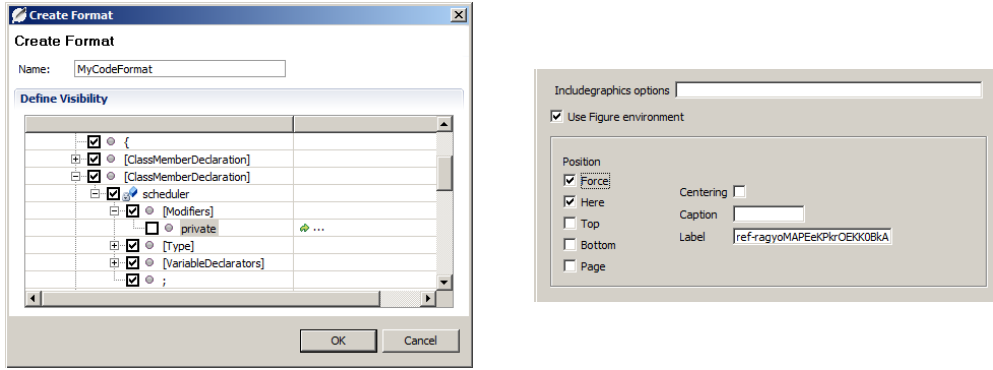 Create Format
Create Format
Name: MyCodeFormat
Define Visibility
{
[ClassMemberDeclaration]
[ClassMemberDeclaration]
scheduler
[Modifiers]
private ...
[Type]
[VariableDeclarators]
;
OK Cancel
Includegraphics options
Use Figure environment
Position
Force
Here
Top
Bottom
Page
Centering
Caption
Label ref-ragyoMAPEeKPkrOEKK0BkA